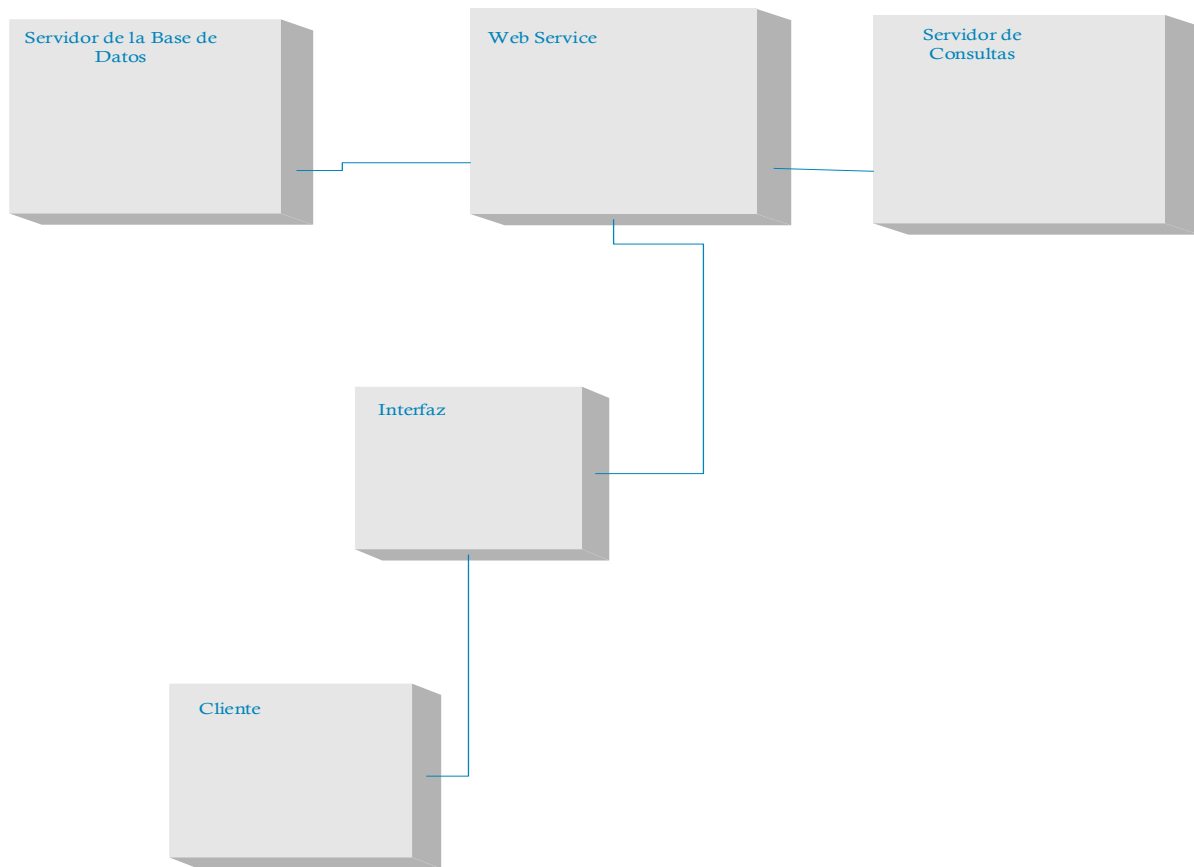 Servidor de la Base de
Datos
Web Service
Servidor de
Consultas
Interfaz
Cliente